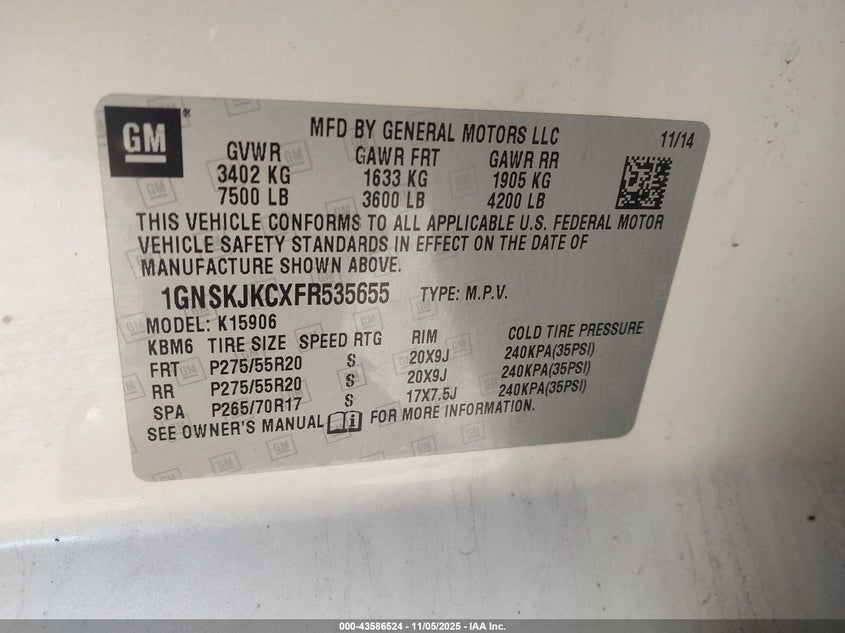 GM®
MFD BY GENERAL MOTORS LLC 11/14
GVWR GAWR FRT GAWR RR
3402 KG 1633 KG 1905 KG
7500 LB 3600 LB 4200 LB
THIS VEHICLE CONFORMS TO ALL APPLICABLE U.S. FEDERAL MOTOR
VEHICLE SAFETY STANDARDS IN EFFECT ON THE DATE OF
MANUFACTURE SHOWN ABOVE.
1GNSKJKCXFR535655 TYPE: M.P.V.
MODEL: K15906
KBM6 TIRE SIZE SPEED RTG RIM COLD TIRE PRESSURE
FRT P275/55R20 S 20X9J 240KPA(35PSI)
RR P275/55R20 S 20X9J 240KPA(35PSI)
SPA P265/70R17 S 17X7.5J 240KPA(35PSI)
SEE OWNER'S MANUAL FOR MORE INFORMATION.
000-43586524 - 11/05/2025 - IAA Inc.